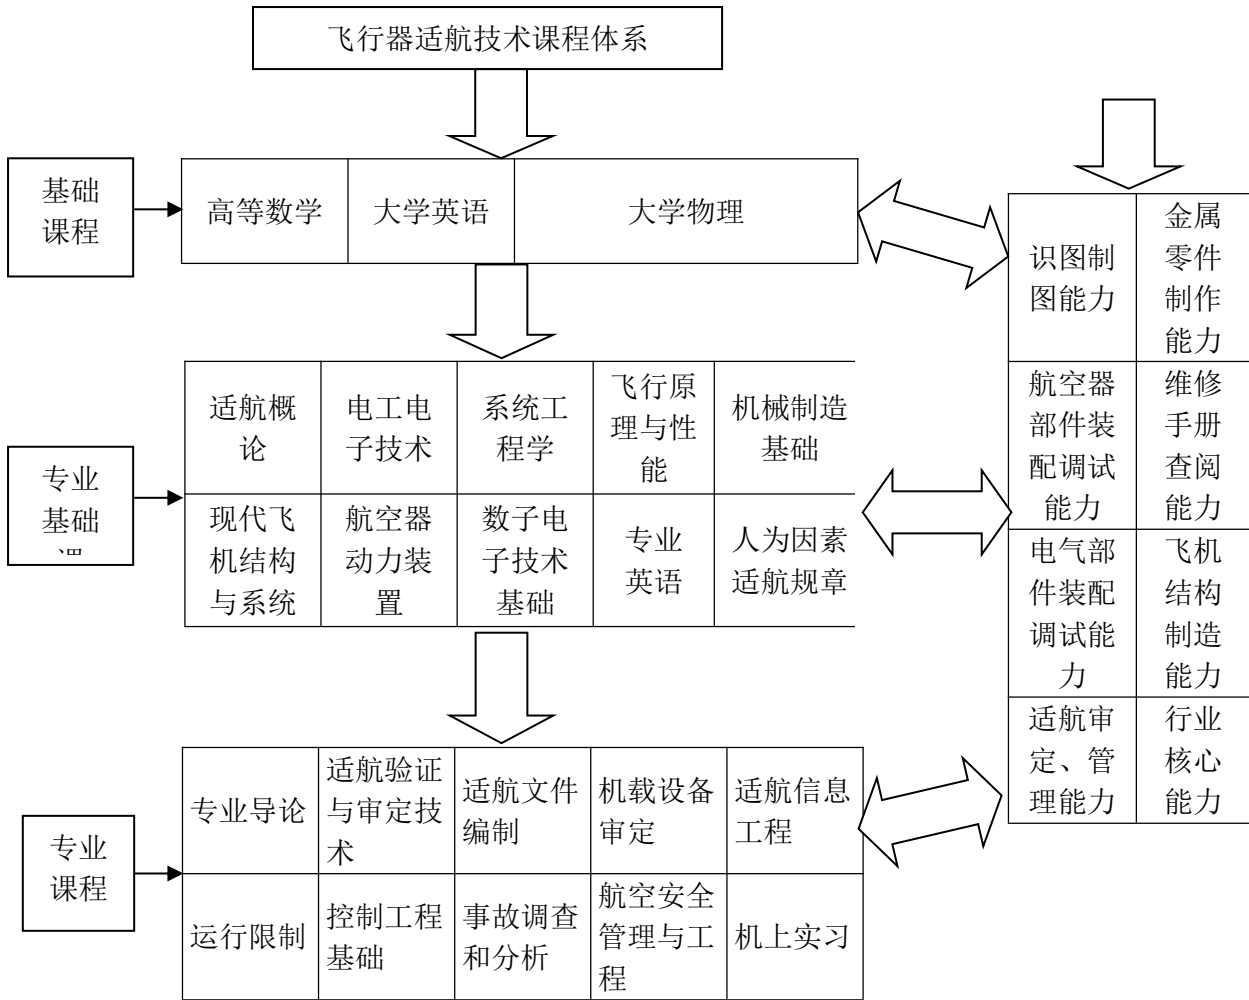 飞行器适航技术课程体系
基础
课程
高等数学
大学英语
大学物理
识图制
图能力
金属
零件
制作
能力
专业
基础
适航概
论
电工电
子技术
系统工
程学
飞行原
理与性
能
机械制造
基础
现代飞
机结构
与系统
航空器
动力装
置
数子电
子技术
基础
专业
英语
人为因素
适航规章
航空器
部件装
配调试
能力
维修
手册
查阅
能力
电气部
件装配
调试能
力
飞机
结构
制造
能力
适航审
定、管
理能力
行业
核心
能力
专业
课程
专业导论
适航验证
与审定技
术
适航文件
编制
机载设备
审定
适航信息
工程
运行限制
控制工程
基础
事故调查
和分析
航空安全
管理与工
程
机上实习